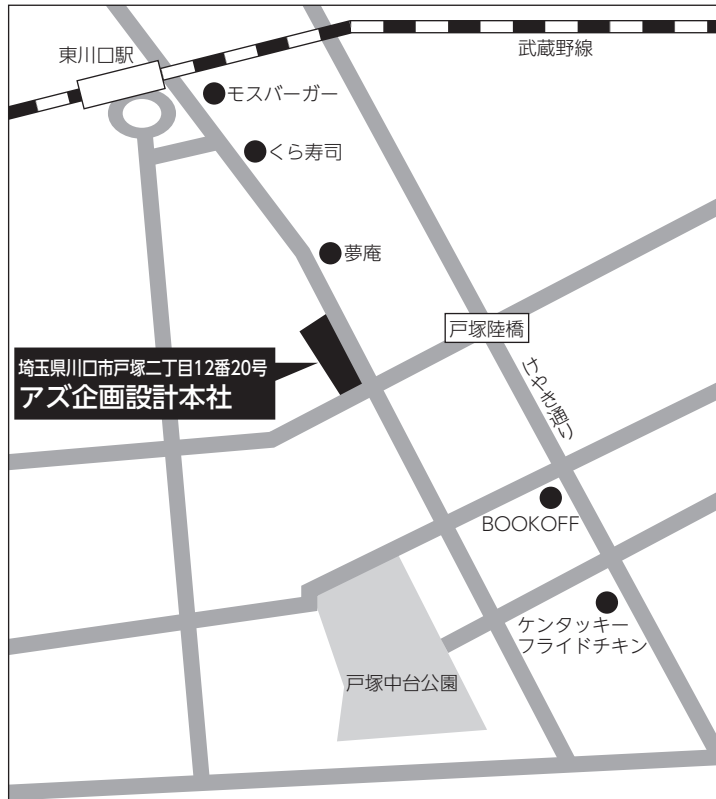 東川口駅
武蔵野線
モスバーガー
くら寿司
夢庵
戸塚陸橋
埼玉県川口市戸塚二丁目12番20号
アズ企画設計本社
けやき通り
BOOKOFF
ケンタッキー
フライドチキン
戸塚中台公園